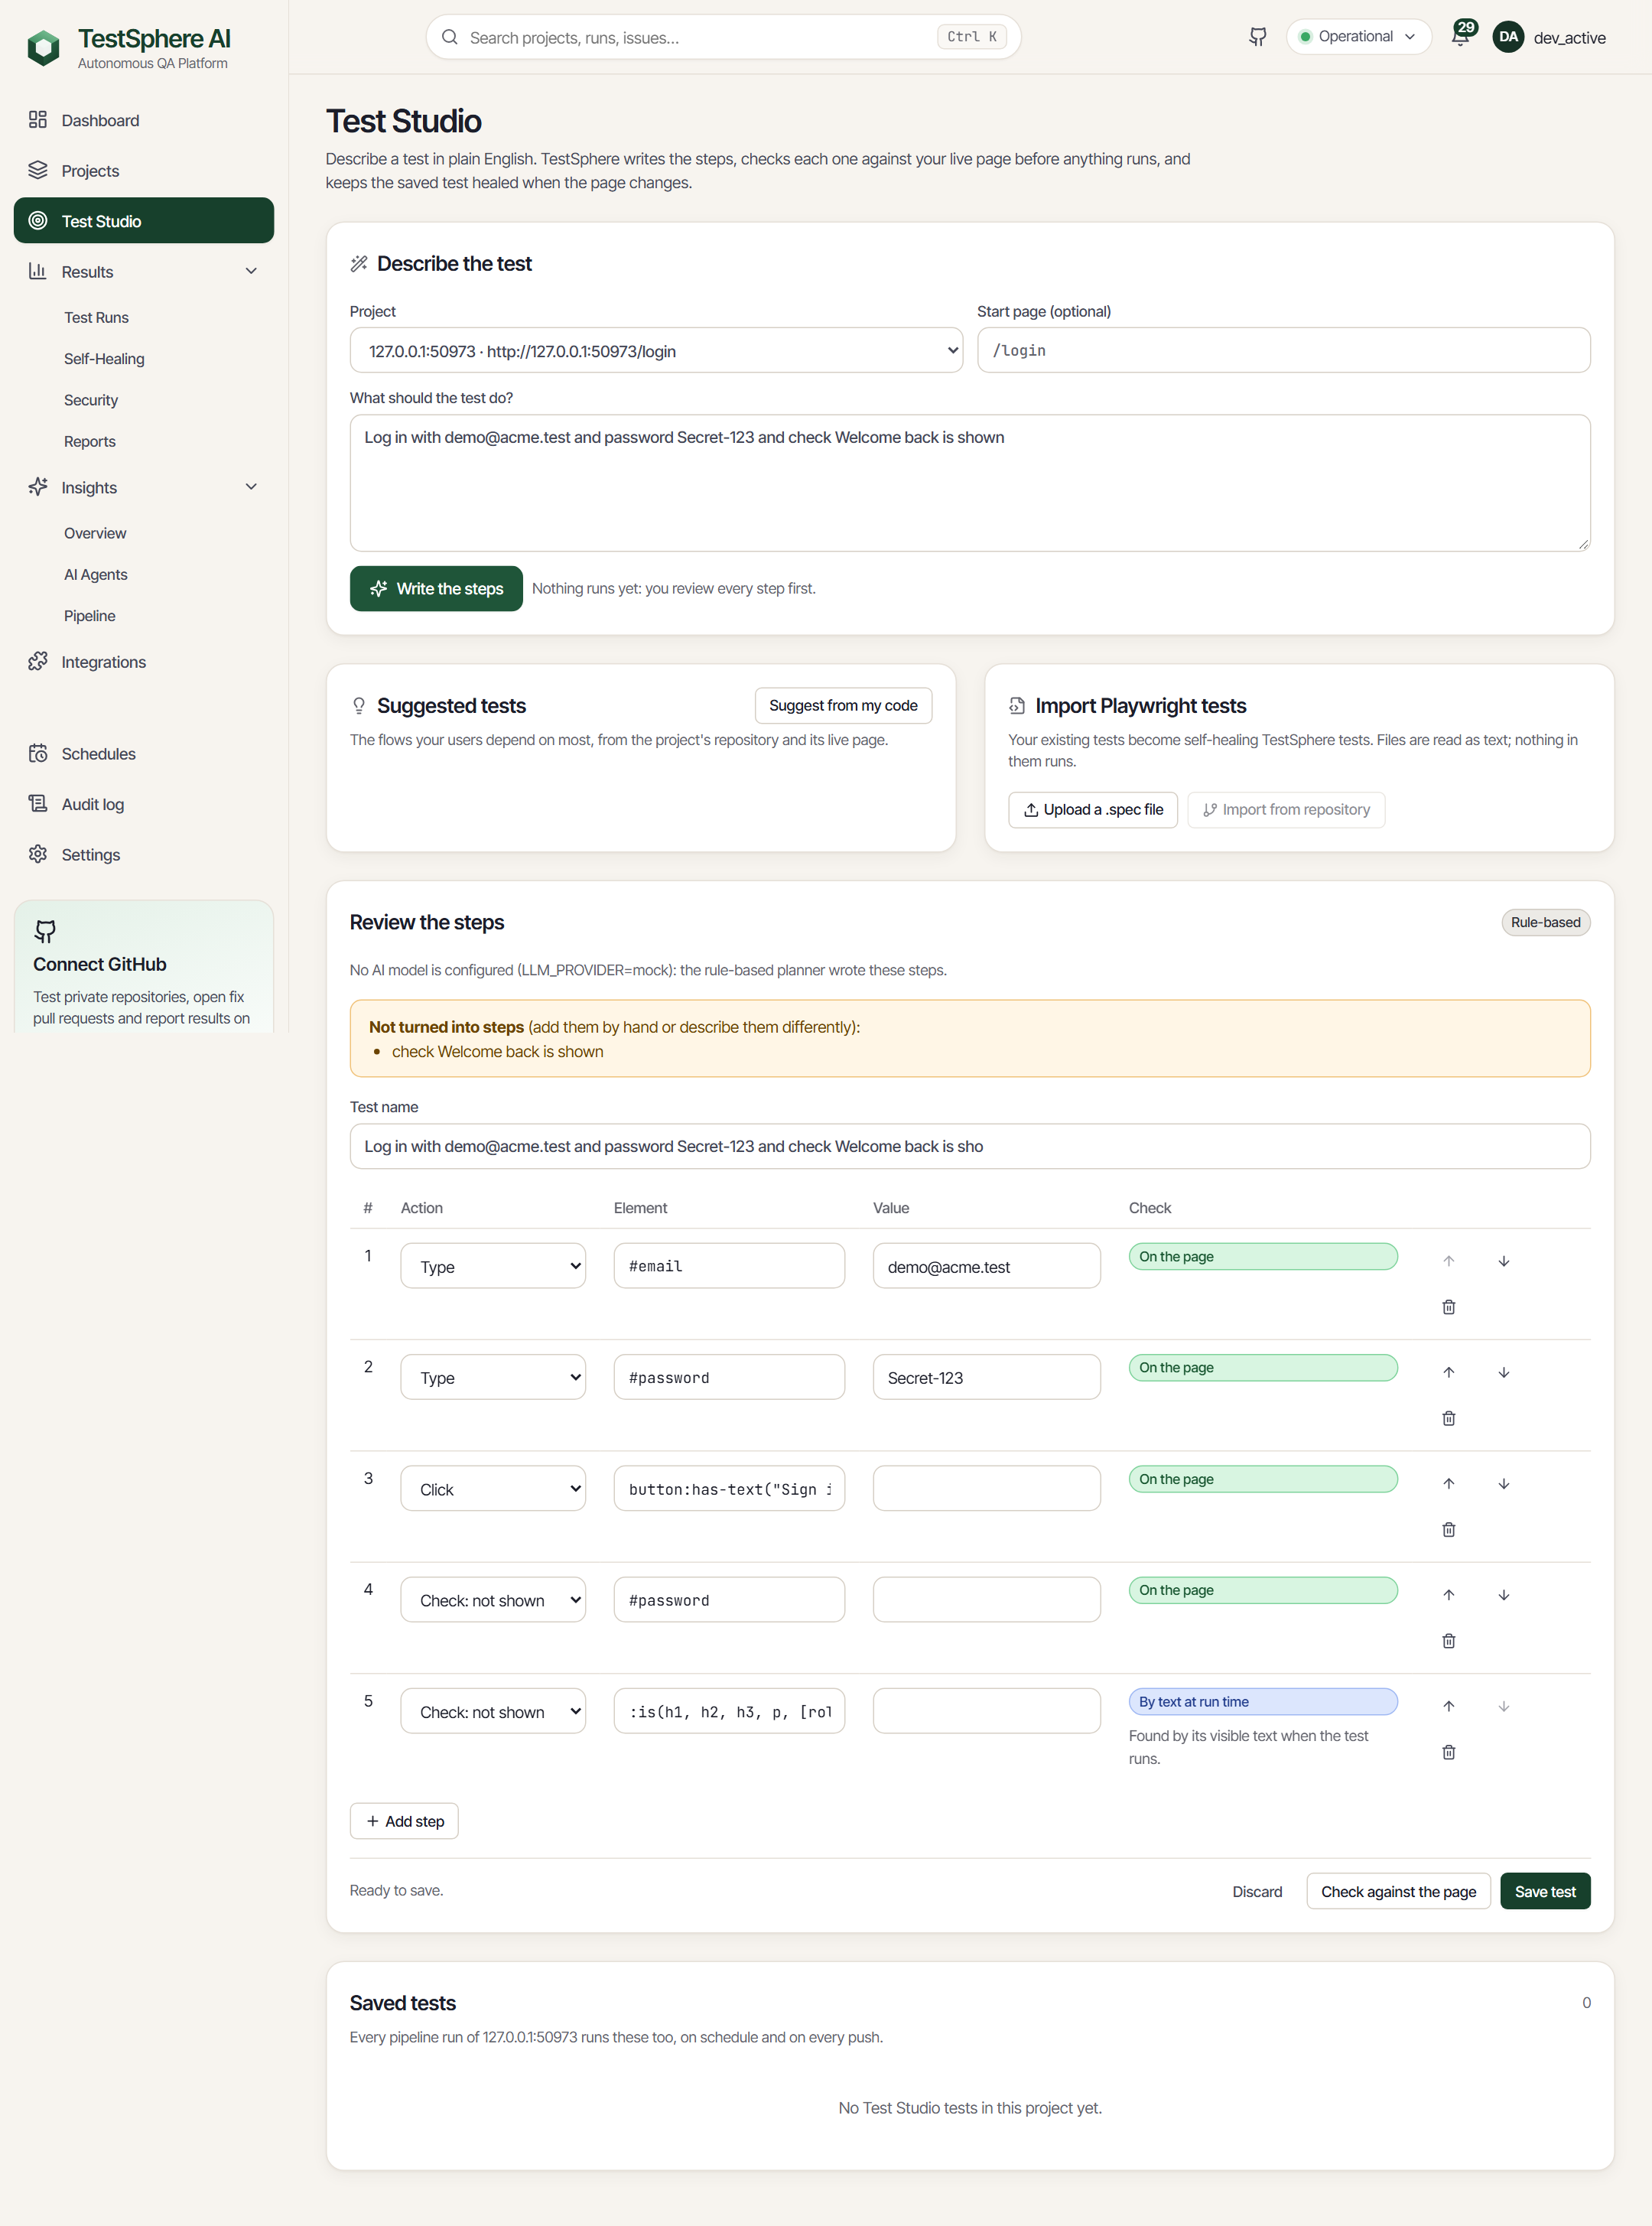 TestSphere AI
Autonomous QA Platform
Search projects, runs, issues...
Ctrl K
Operational
29
DA
dev_active
Dashboard
Projects
Test Studio
Results
Test Runs
Self-Healing
Security
Reports
Insights
Overview
AI Agents
Pipeline
Integrations
Schedules
Audit log
Settings
Connect GitHub
Test private repositories, open fix
pull requests and report results on
Test Studio
Describe a test in plain English. TestSphere writes the steps, checks each one against your live page before anything runs, and
keeps the saved test healed when the page changes.
Describe the test
Project
Start page (optional)
127.0.0.1:50973 · http://127.0.0.1:50973/login
/login
What should the test do?
Log in with demo@acme.test and password Secret-123 and check Welcome back is shown
Write the steps
Nothing runs yet: you review every step first.
Suggested tests
Suggest from my code
The flows your users depend on most, from the project's repository and its live page.
Import Playwright tests
Your existing tests become self-healing TestSphere tests. Files are read as text; nothing in
them runs.
Upload a .spec file
Import from repository
Review the steps
Rule-based
No AI model is configured (LLM_PROVIDER=mock): the rule-based planner wrote these steps.
Not turned into steps (add them by hand or describe them differently):
• check Welcome back is shown
Test name
Log in with demo@acme.test and password Secret-123 and check Welcome back is sho
# Action Element Value Check
1 Type #email demo@acme.test On the page
2 Type #password Secret-123 On the page
3 Click button:has-text("Sign i On the page
4 Check: not shown #password On the page
5 Check: not shown :is(h1, h2, h3, p, [rol By text at run time
Found by its visible text when the test
runs.
Add step
Ready to save.
Discard
Check against the page
Save test
Saved tests
0
Every pipeline run of 127.0.0.1:50973 runs these too, on schedule and on every push.
No Test Studio tests in this project yet.